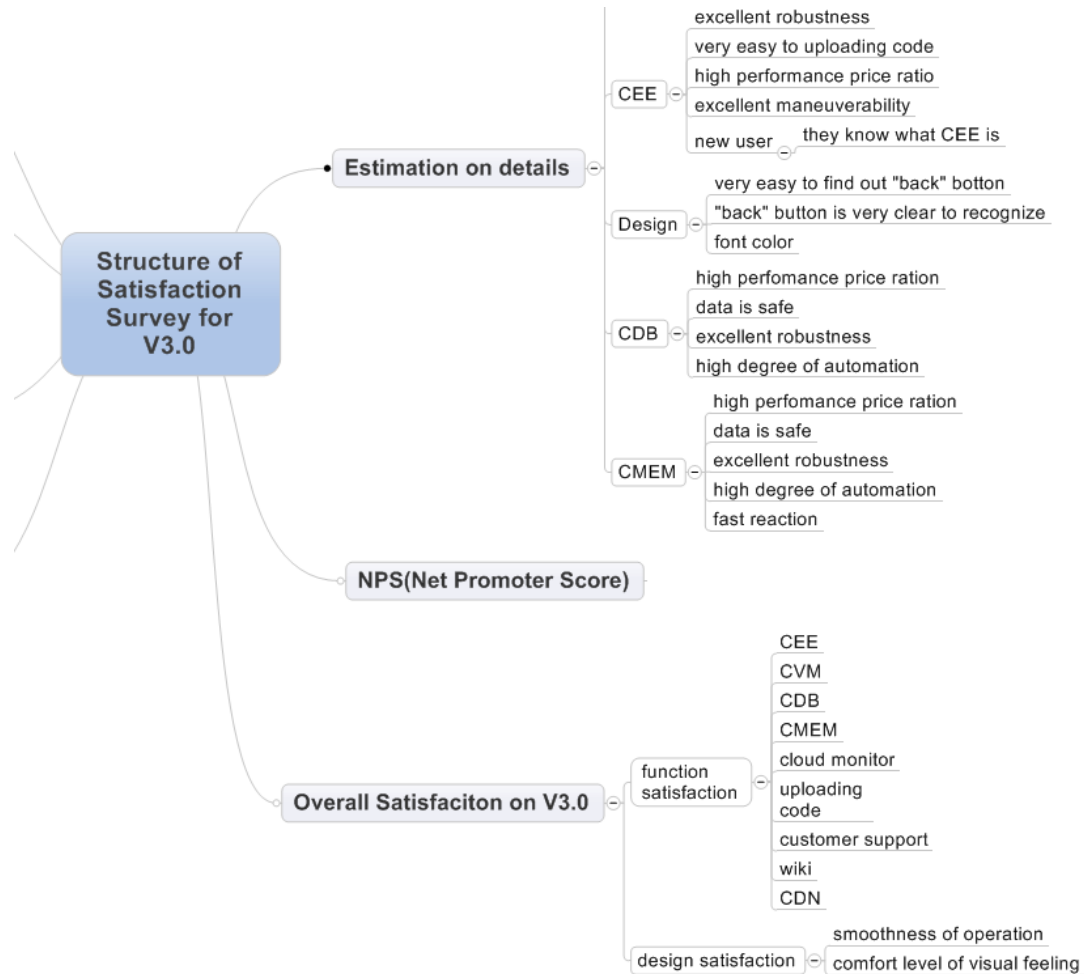 Structure of
Satisfaction
Survey for
V3.0
Estimation on details
CEE
excellent robustness
very easy to uploading code
high performance price ratio
excellent maneuverability
new user
they know what CEE is
Design
very easy to find out "back" botton
"back" button is very clear to recognize
font color
CDB
high perfomance price ration
data is safe
excellent robustness
high degree of automation
CMEM
high perfomance price ration
data is safe
excellent robustness
high degree of automation
fast reaction
NPS(Net Promoter Score)
Overall Satisfaciton on V3.0
function
satisfaction
CEE
CVM
CDB
CMEM
cloud monitor
uploading
code
customer support
wiki
CDN
design satisfaction
smoothness of operation
comfort level of visual feeling